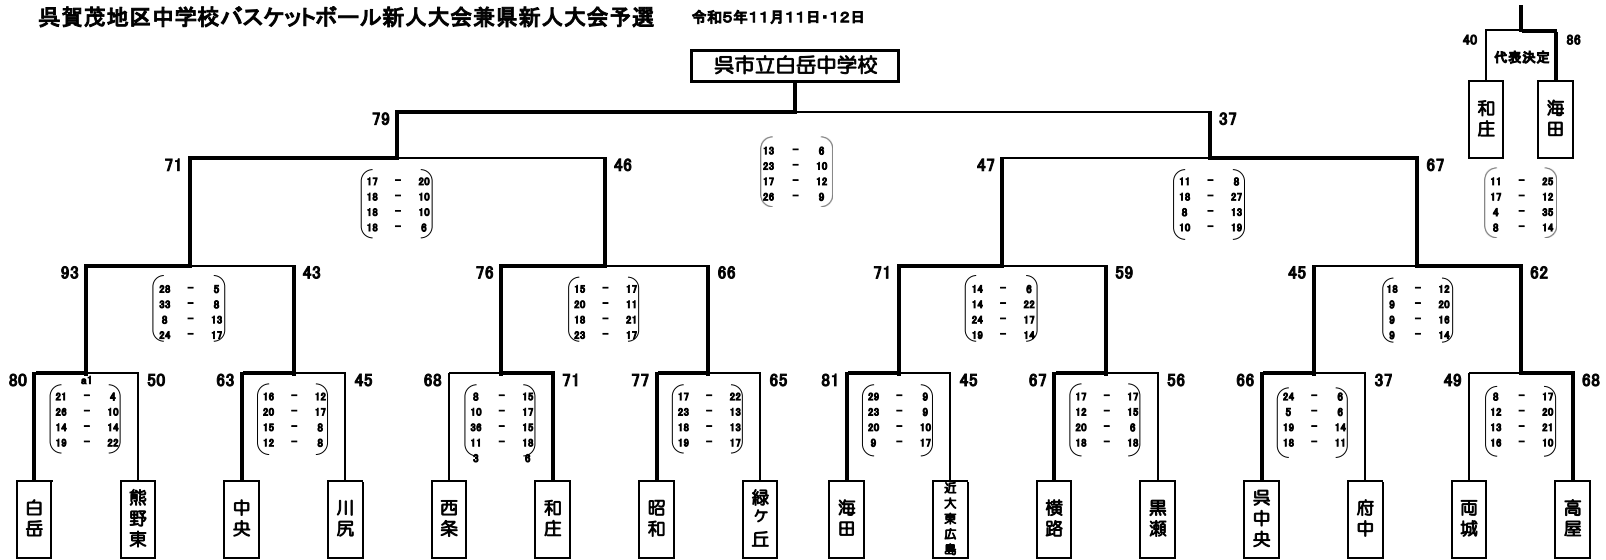 呉賀茂地区中学校バスケットボール新人大会兼県新人大会予選 令和5年11月11日・12日
呉市立白岳中学校
40 代表決定 86
和庄 海田
11 - 25
17 - 12
4 - 35
8 - 14
79 37
13 - 6
23 - 10
17 - 12
26 - 9
71 46
17 - 20
18 - 10
18 - 10
18 - 6
47 67
11 - 8
18 - 27
8 - 13
10 - 19
93 43
28 - 5
33 - 8
8 - 13
24 - 17
76 66
15 - 17
20 - 11
18 - 21
23 - 17
71 59
14 - 6
14 - 22
24 - 17
19 - 14
45 62
18 - 12
9 - 20
9 - 16
9 - 14
80 a1 50
21 - 4
26 - 10
14 - 14
19 - 22
63 45
16 - 12
20 - 17
15 - 8
12 - 8
68 71
8 - 15
10 - 17
36 - 15
11 - 18
3 6
77 65
17 - 22
23 - 13
18 - 13
19 - 17
81 45
29 - 9
23 - 9
20 - 10
9 - 17
67 56
17 - 17
12 - 15
20 - 6
18 - 18
66 37
24 - 6
5 - 6
19 - 14
18 - 11
49 68
8 - 17
12 - 20
13 - 21
16 - 10
白岳 熊野東 中央 川尻 西条 和庄 昭和 緑ケ丘 海田 近大東広島 横路 黒瀬 呉中央 府中 両城 高屋